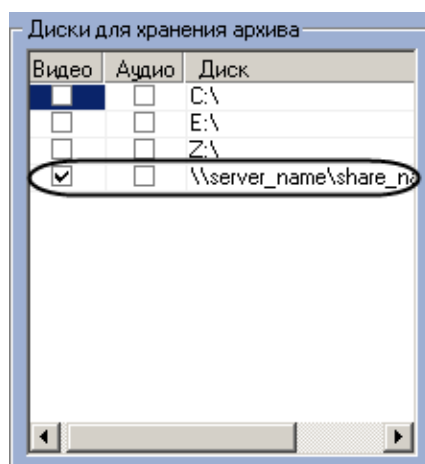 Диски для хранения архива
Видео Аудио Диск
C:\
E:\
Z:\
\\server_name\share_na